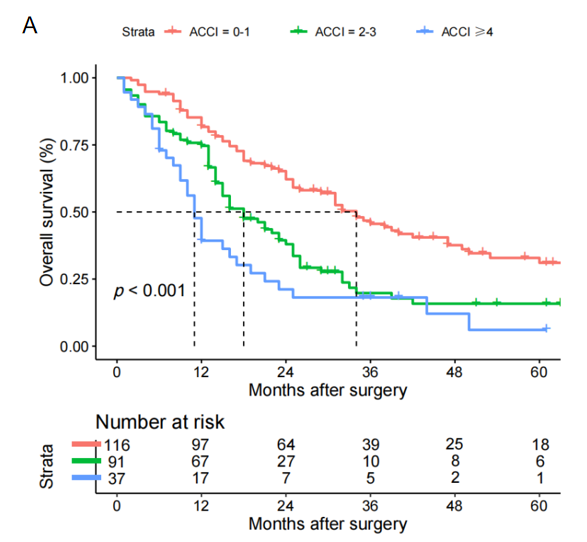 A
Strata ACCI = 0-1 ACCI = 2-3 ACCI ⩾4
1.00
0.75
0.50
0.25
0.00
Overall survival (%)
p < 0.001
0 12 24 36 48 60
Months after surgery
Number at risk
Strata
116 97 64 39 25 18
91 67 27 10 8 6
37 17 7 5 2 1
0 12 24 36 48 60
Months after surgery